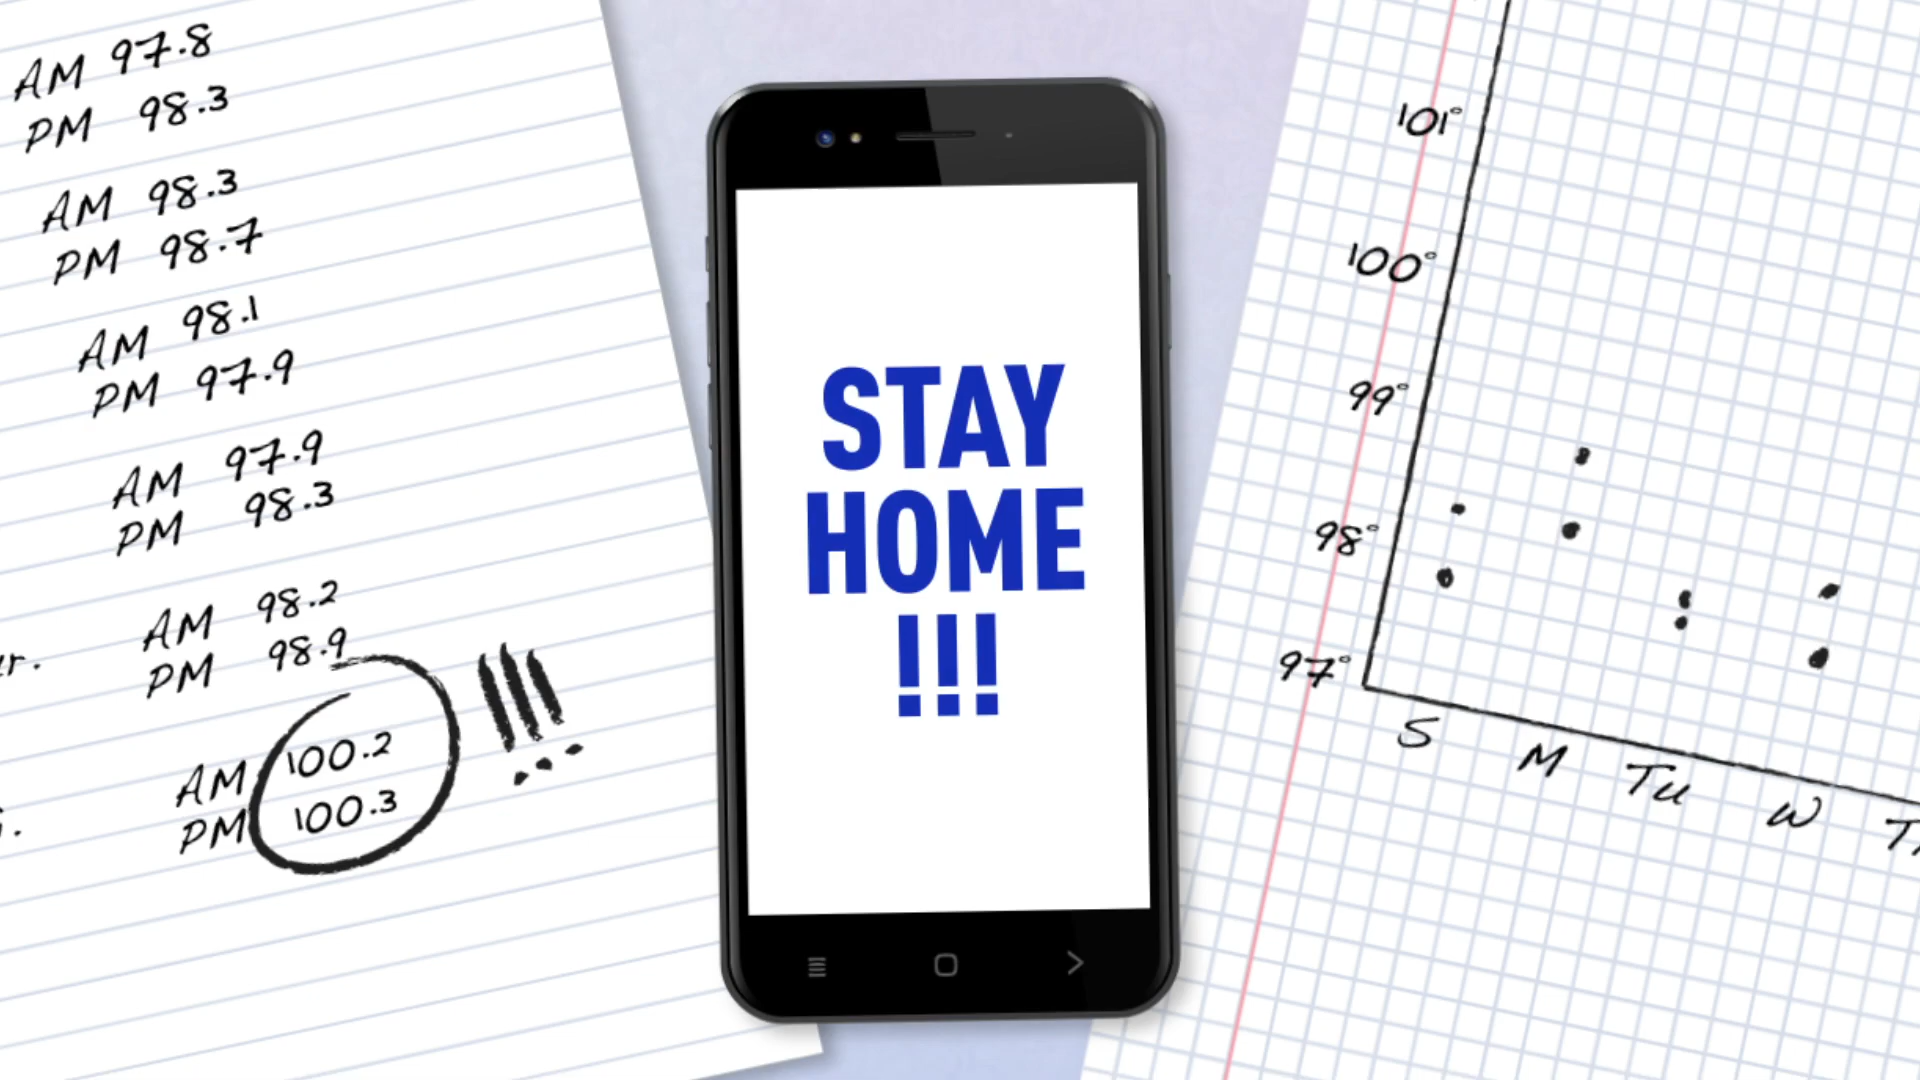 AM 97.8
PM 98.3
AM 98.3
PM 98.7
AM 98.1
PM 97.9
AM 97.9
PM 98.3
AM 98.2
PM 98.9
AM 100.2
PM 100.3
!!!
STAY
HOME
!!!
101°
100°
99°
98°
97°
S M Tu W